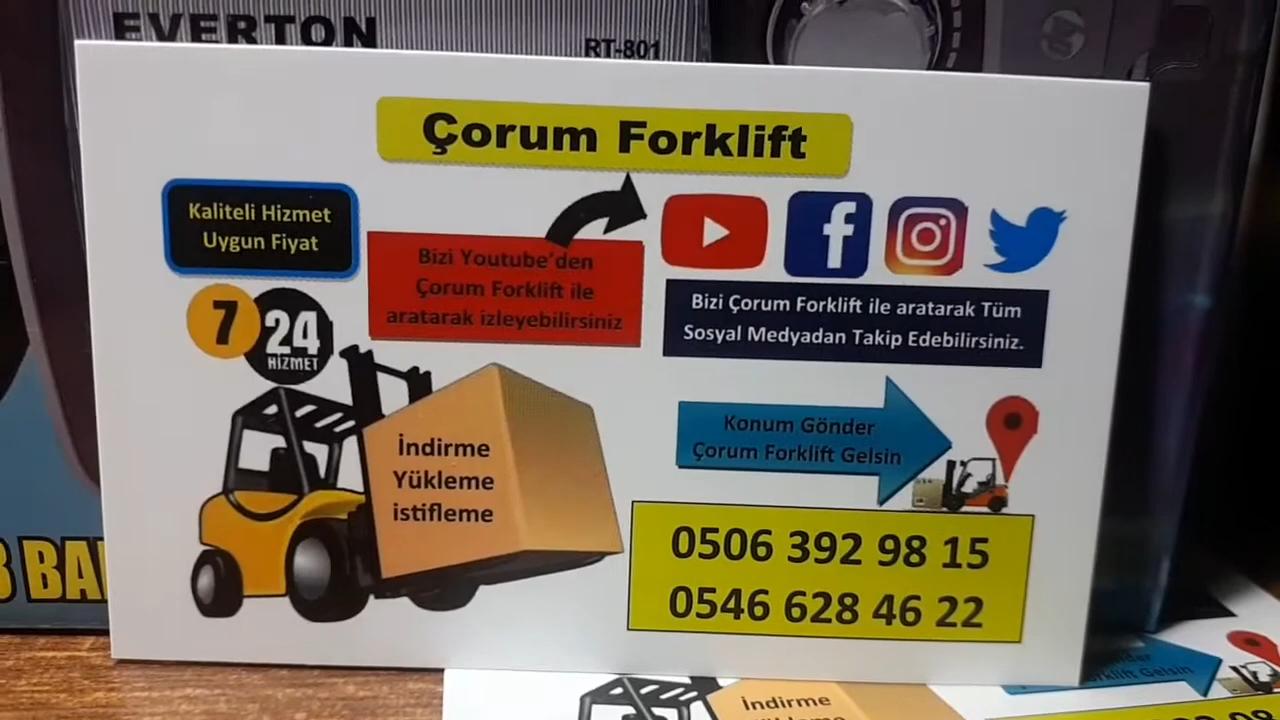 EVERTON
RT-801
Çorum Forklift
Kaliteli Hizmet
Uygun Fiyat
7
24
HİZMET
Bizi Youtube'den
Çorum Forklift ile
aratarak izleyebilirsiniz
Bizi Çorum Forklift ile aratarak Tüm
Sosyal Medyadan Takip Edebilirsiniz.
Konum Gönder
Çorum Forklift Gelsin
İndirme
Yükleme
istifleme
0506 392 98 15
0546 628 46 22
Gelsin
İndirme